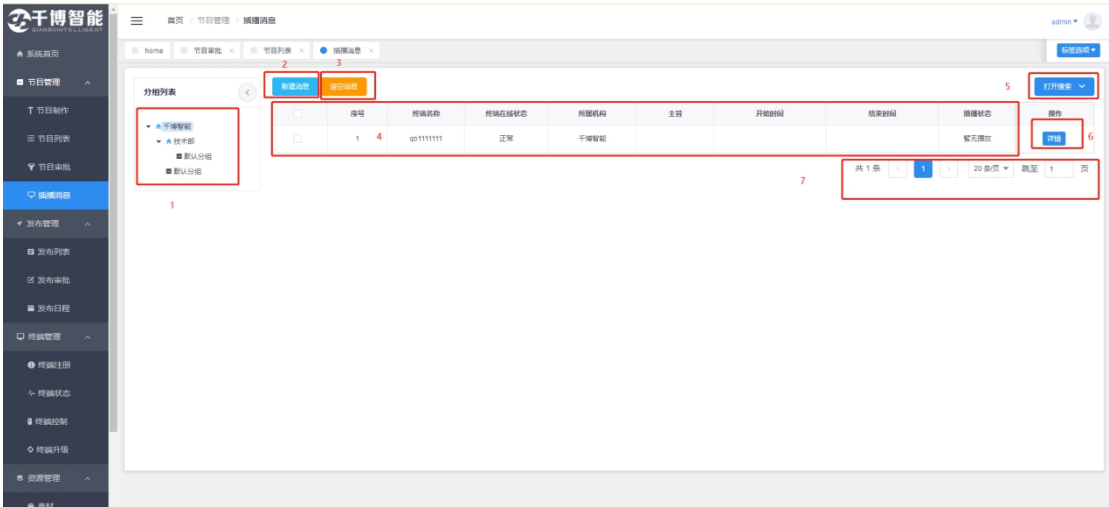 千博智能
QIANBOINTELLIGENT
首页 / 节目管理 / 插播消息
admin
系统首页
home 节目审批 × 节目列表 × 插播消息 ×
标签选项
2 3
节目管理
节目制作
节目列表
节目审批
插播消息
发布管理
发布列表
发布审批
发布日程
终端管理
终端注册
终端状态
终端控制
终端升级
资源管理
素材
分组列表
千博智能
技术部
默认分组
默认分组
1
新建消息 清空消息
5 打开搜索
序号 终端名称 终端在线状态 所属机构 主题 开始时间 结束时间 插播状态 操作
1 4 qb1111111 正常 千博智能 暂无播放 详情 6
7
共 1 条 < 1 > 20 条/页 跳至 1 页